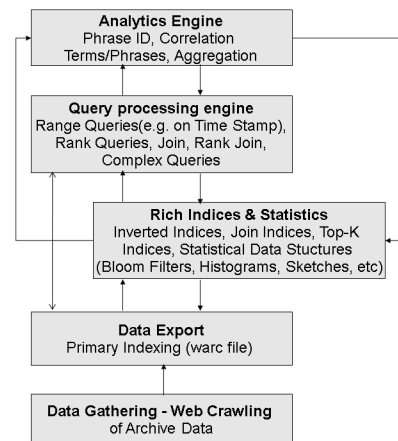 Analytics Engine
Phrase ID, Correlation
Terms/Phrases, Aggregation
Query processing engine
Range Queries(e.g. on Time Stamp),
Rank Queries, Join, Rank Join,
Complex Queries
Rich Indices & Statistics
Inverted Indices, Join Indices, Top-K
Indices, Statistical Data Stuctures
(Bloom Filters, Histograms, Sketches, etc)
Data Export
Primary Indexing (warc file)
Data Gathering - Web Crawling
of Archive Data